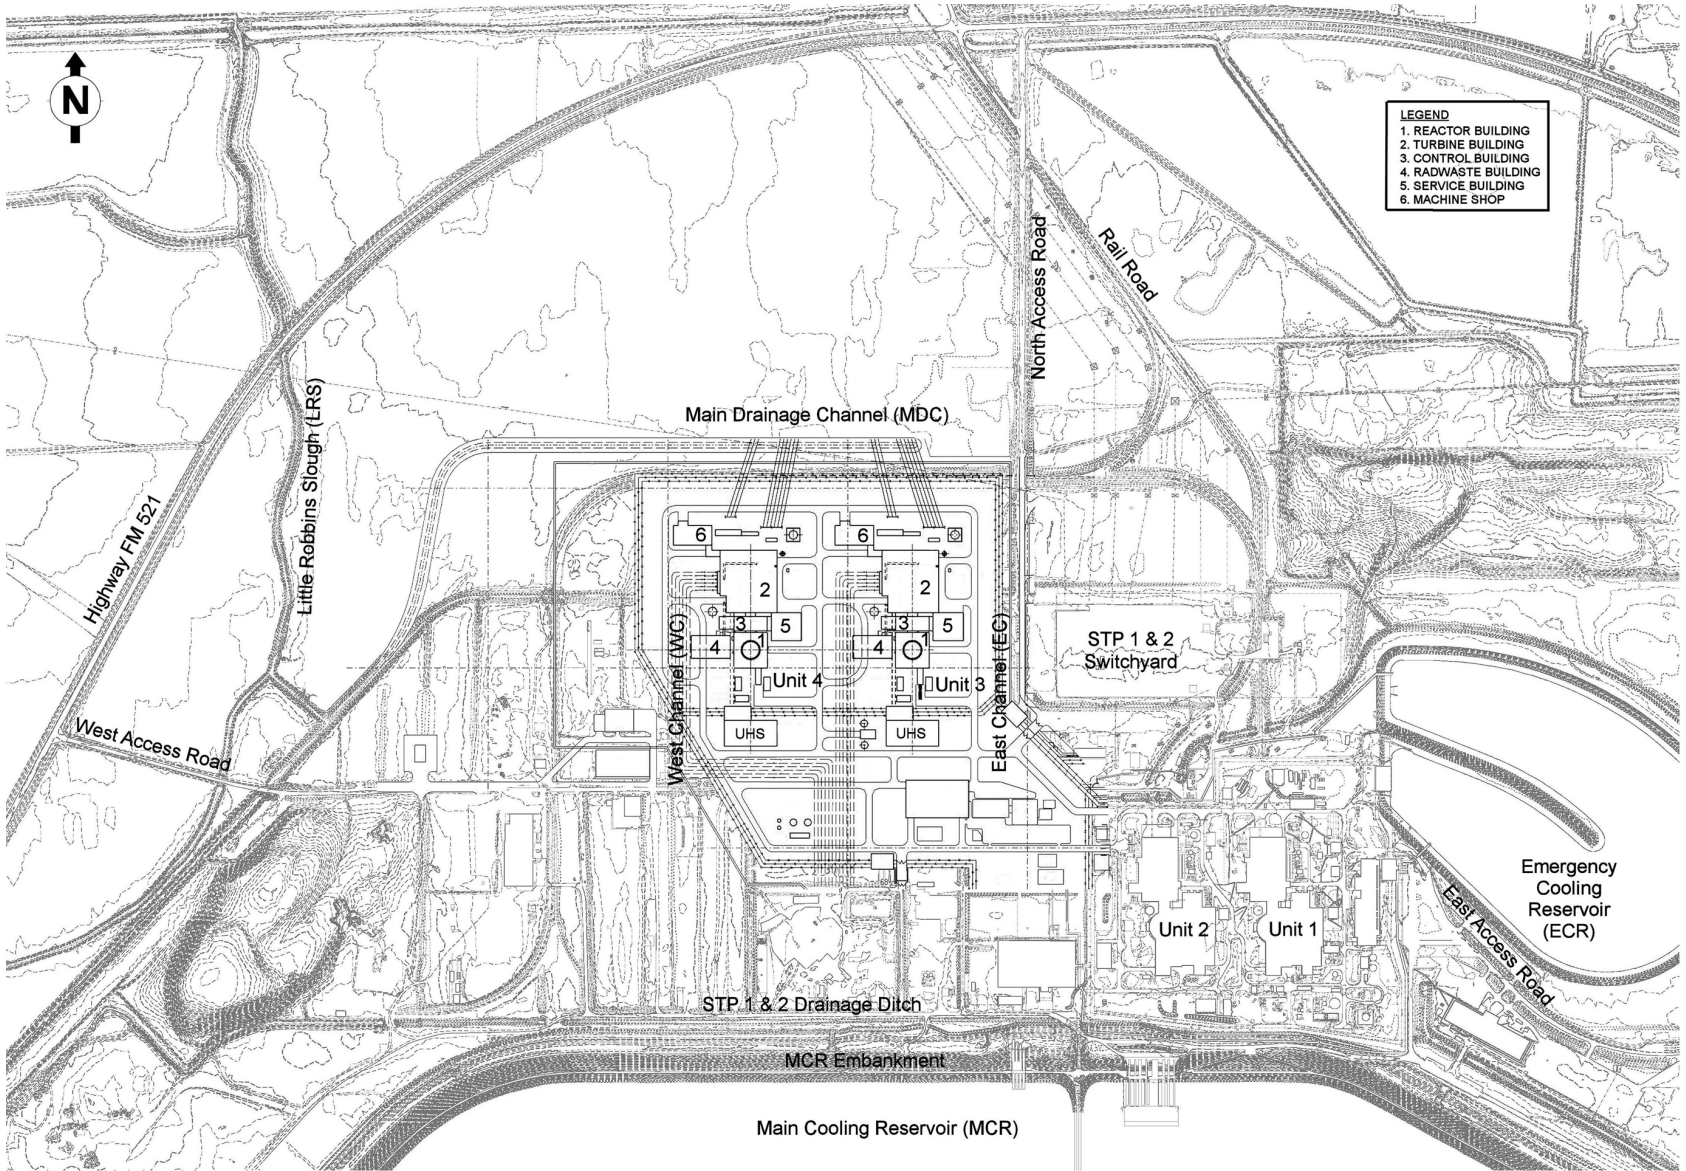 N
LEGEND
1. REACTOR BUILDING
2. TURBINE BUILDING
3. CONTROL BUILDING
4. RADWASTE BUILDING
5. SERVICE BUILDING
6. MACHINE SHOP
North Access Road
Rail Road
Main Drainage Channel (MDC)
Little Robbins Slough (LRS)
Highway FM 521
6
6
2
2
3
5
3
5
4
1
4
1
STP 1 & 2
Switchyard
Unit 4
Unit 3
West Channel (WC)
East Channel (EC)
UHS
UHS
West Access Road
Emergency
Cooling
Reservoir
(ECR)
East Access Road
Unit 2
Unit 1
STP 1 & 2 Drainage Ditch
MCR Embankment
Main Cooling Reservoir (MCR)